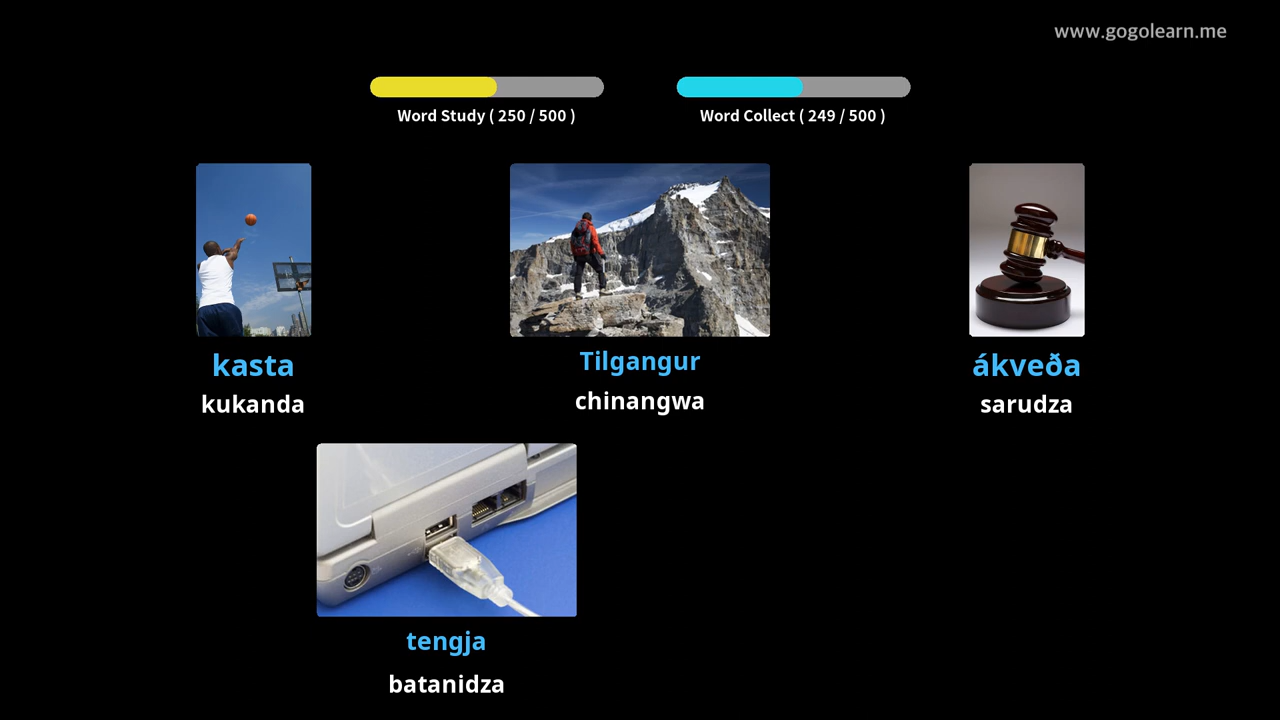 www.gogolearn.me
Word Study ( 250 / 500 )
Word Collect ( 249 / 500 )
kasta
kukanda
Tilgangur
chinangwa
ákveða
sarudza
tengja
batanidza